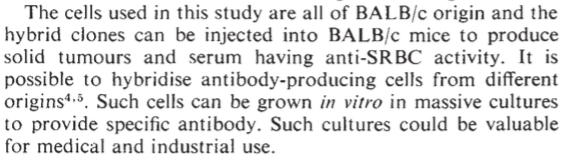 The cells used in this study are all of BALB/c origin and the
hybrid clones can be injected into BALB/c mice to produce
solid tumours and serum having anti-SRBC activity. It is
possible to hybridise antibody-producing cells from different
origins⁴,⁵. Such cells can be grown in vitro in massive cultures
to provide specific antibody. Such cultures could be valuable
for medical and industrial use.